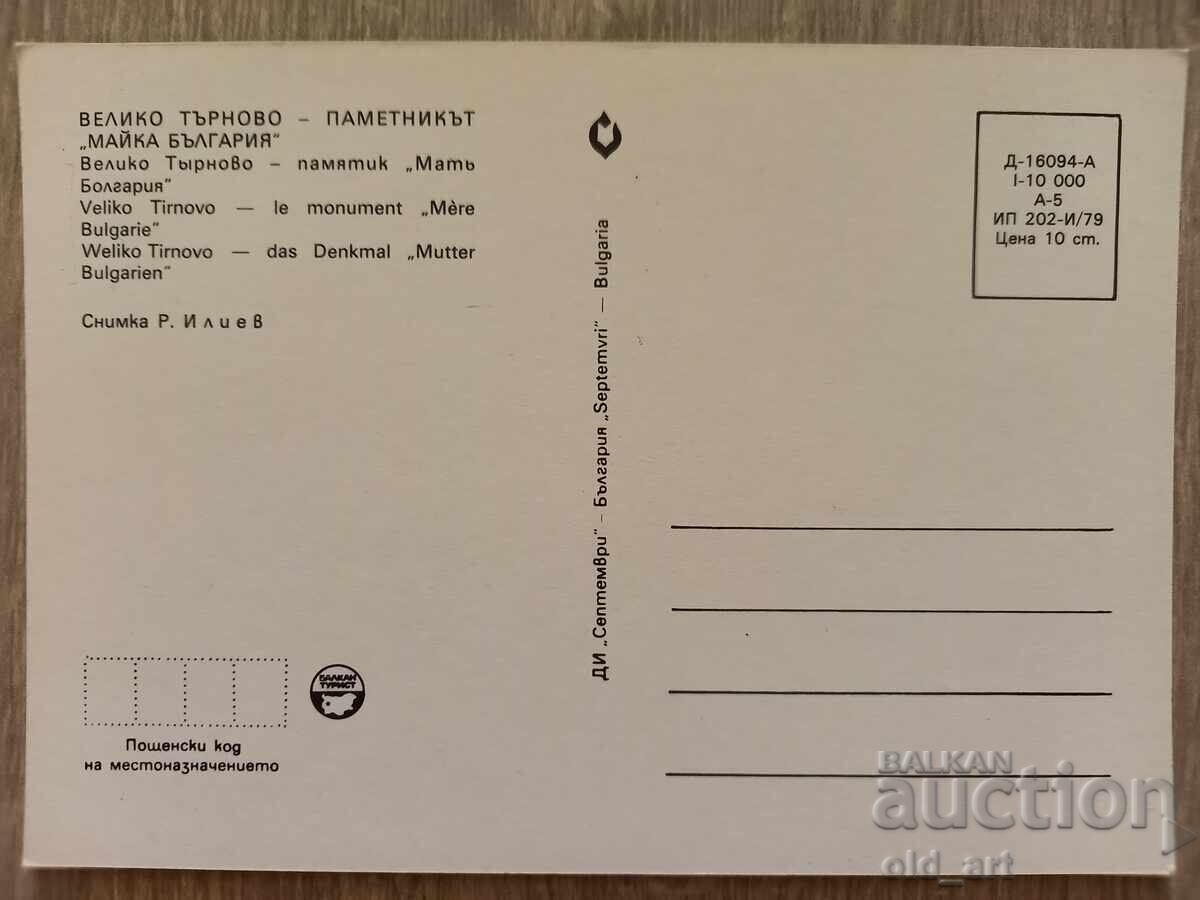 ВЕЛИКО ТЪРНОВО – ПАМЕТНИКЪТ
„МАЙКА БЪЛГАРИЯ"
Велико Тырново – памятик „Мать
Болгария"
Veliko Tirnovo — le monument „Mère
Bulgarie"
Weliko Tirnovo — das Denkmal „Mutter
Bulgarien"
Снимка Р. Илиев
ДИ „Септември" – България „Septemvri" — Bulgaria
Д-16094-А
I-10 000
А-5
ИП 202-И/79
Цена 10 ст.
БАЛКАН
ТУРИСТ
Пощенски код
на местоназначението
BALKAN
auction
old_art